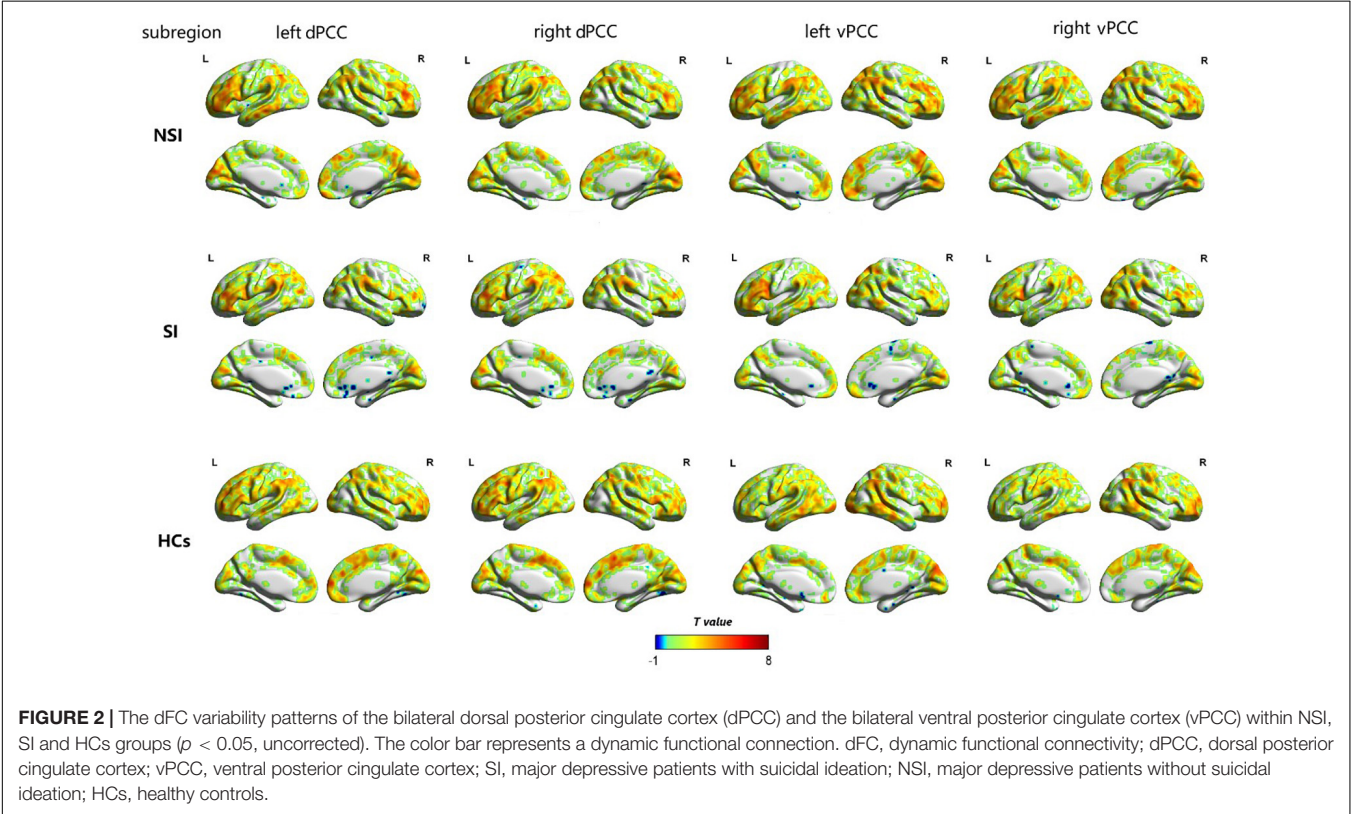 subregion left dPCC right dPCC left vPCC right vPCC
L R L R L R L R
NSI
L R L R L R L R
SI
L R L R L R L R
HCs
T value
-1 8
FIGURE 2 | The dFC variability patterns of the bilateral dorsal posterior cingulate cortex (dPCC) and the bilateral ventral posterior cingulate cortex (vPCC) within NSI,
SI and HCs groups (p < 0.05, uncorrected). The color bar represents a dynamic functional connection. dFC, dynamic functional connectivity; dPCC, dorsal posterior
cingulate cortex; vPCC, ventral posterior cingulate cortex; SI, major depressive patients with suicidal ideation; NSI, major depressive patients without suicidal
ideation; HCs, healthy controls.